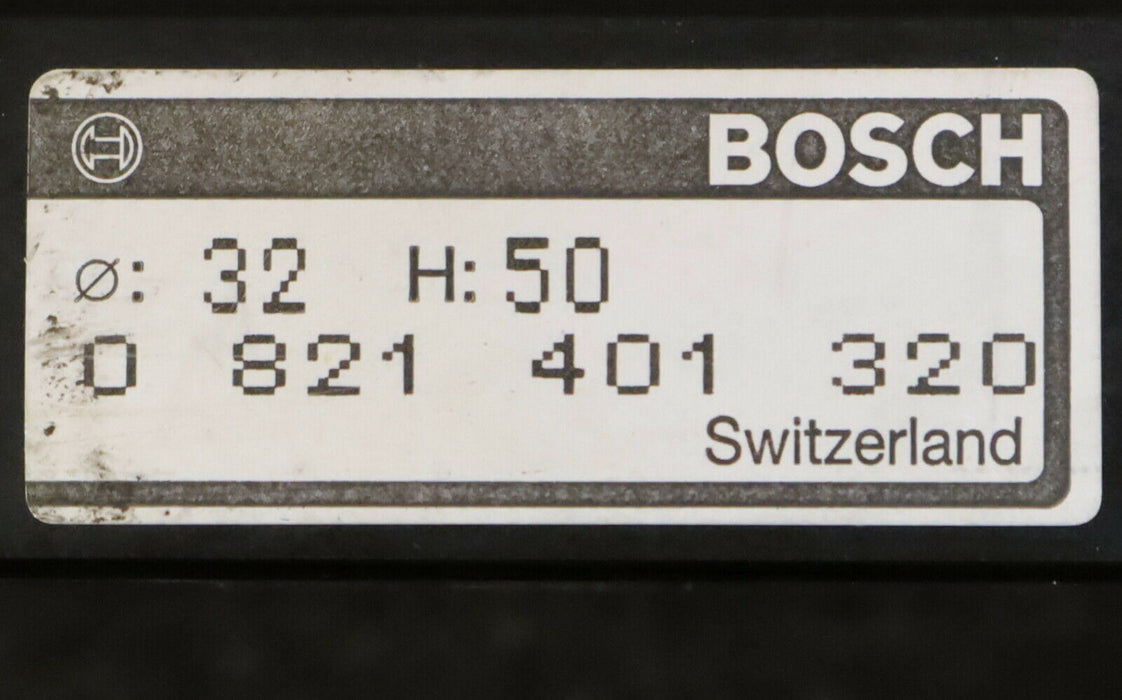 BOSCH
⌀: 32 H: 50
0 821 401 320
Switzerland